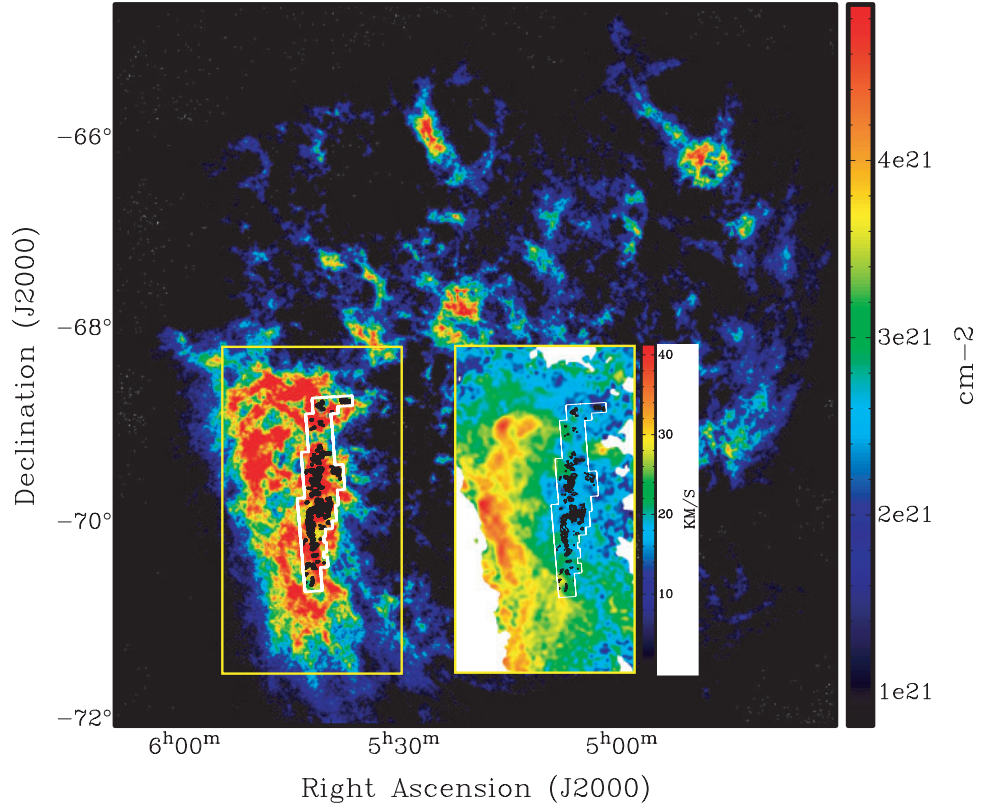 Declination (J2000)
−66°
−68°
−70°
−72°
6ʰ00ᵐ
5ʰ30ᵐ
5ʰ00ᵐ
Right Ascension (J2000)
40
30
20
10
KM/S
4e21
3e21
2e21
1e21
cm−2